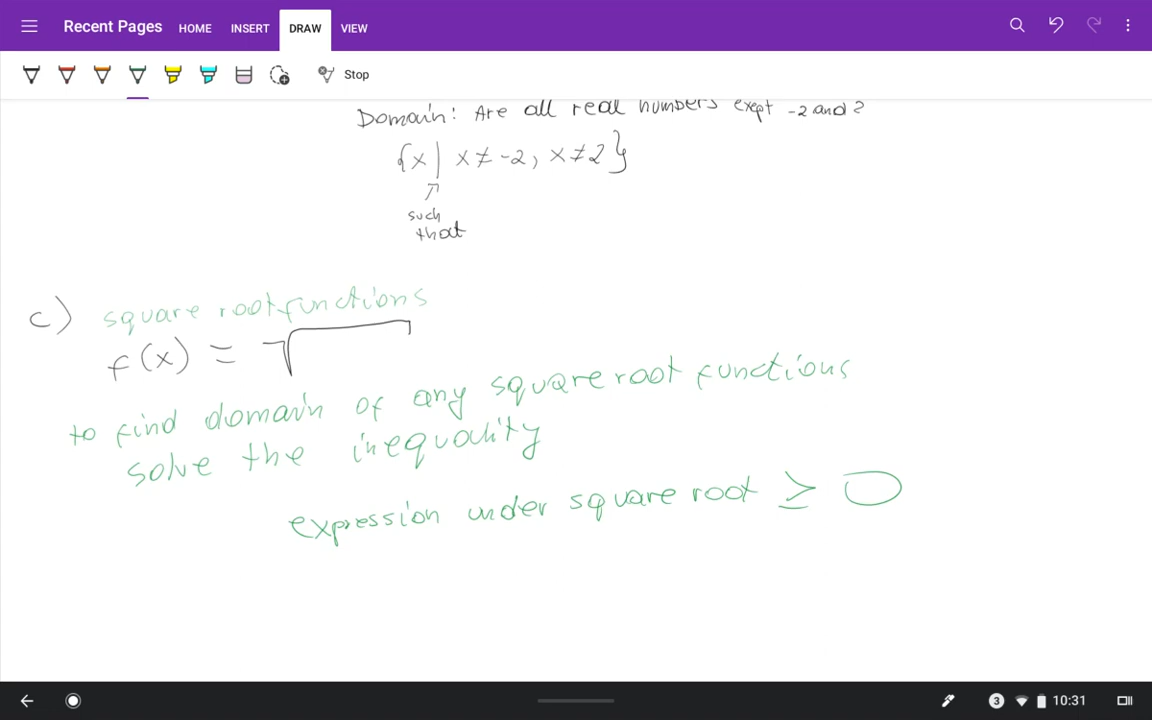 Recent Pages HOME INSERT DRAW VIEW
Stop
Domain: Are all real numbers exept -2 and 2
{x| x ≠ -2, x ≠ 2}
such
that
c) square root functions
f(x) = √
to find domain of any square root functions
solve the inequality
expression under square root ≥ 0
3 10:31